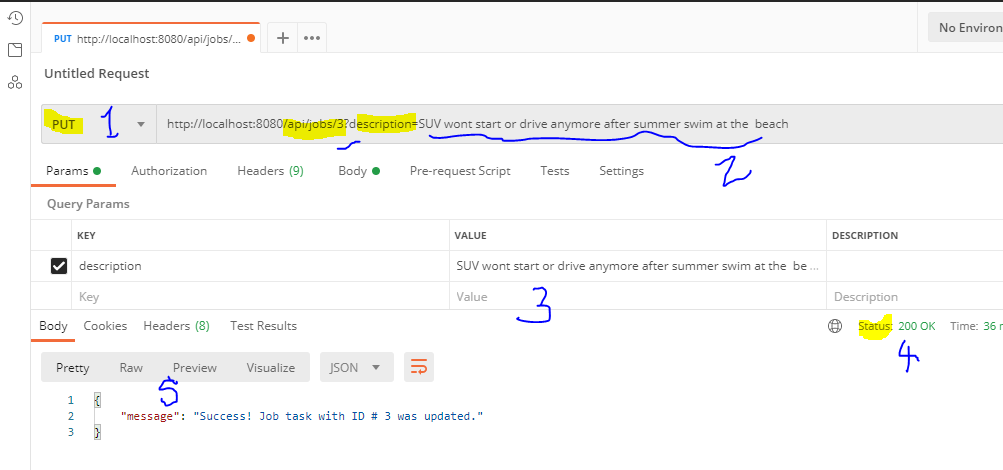 PUT http://localhost:8080/api/jobs/... + ••• No Environ
Untitled Request
PUT 1 http://localhost:8080/api/jobs/3?description=SUV wont start or drive anymore after summer swim at the  beach
2
Params Authorization Headers (9) Body Pre-request Script Tests Settings
Query Params
KEY VALUE DESCRIPTION
description SUV wont start or drive anymore after summer swim at the  be ...
Key Value Description
3
Body Cookies Headers (8) Test Results Status: 200 OK Time: 36 m
4
Pretty Raw Preview Visualize JSON
5
1 {
2 "message": "Success! Job task with ID # 3 was updated."
3 }